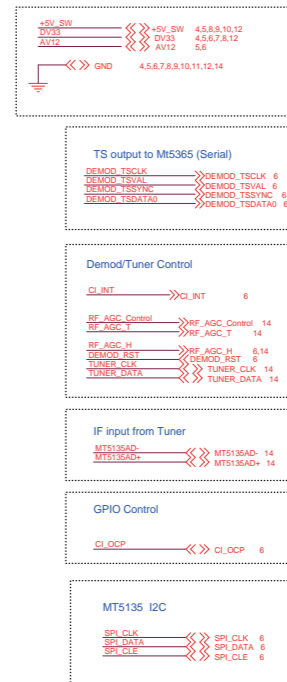 +5V_SW +5V_SW 4,5,8,9,10,12
DV33 DV33 4,5,6,7,8,12
AV12 AV12 5,6
GND 4,5,6,7,8,9,10,11,12,14
TS output to Mt5365 (Serial)
DEMOD_TSCLK DEMOD_TSCLK 6
DEMOD_TSVAL DEMOD_TSVAL 6
DEMOD_TSSYNC DEMOD_TSSYNC 6
DEMOD_TSDATA0 DEMOD_TSDATA0 6
Demod/Tuner Control
CI_INT CI_INT 6
RF_AGC_Control RF_AGC_Control 14
RF_AGC_T RF_AGC_T 14
RF_AGC_H RF_AGC_H 6,14
DEMOD_RST DEMOD_RST 6
TUNER_CLK TUNER_CLK 14
TUNER_DATA TUNER_DATA 14
IF input from Tuner
MT5135AD- MT5135AD- 14
MT5135AD+ MT5135AD+ 14
GPIO Control
CI_OCP CI_OCP 6
MT5135 I2C
SPI_CLK SPI_CLK 6
SPI_DATA SPI_DATA 6
SPI_CLE SPI_CLE 6